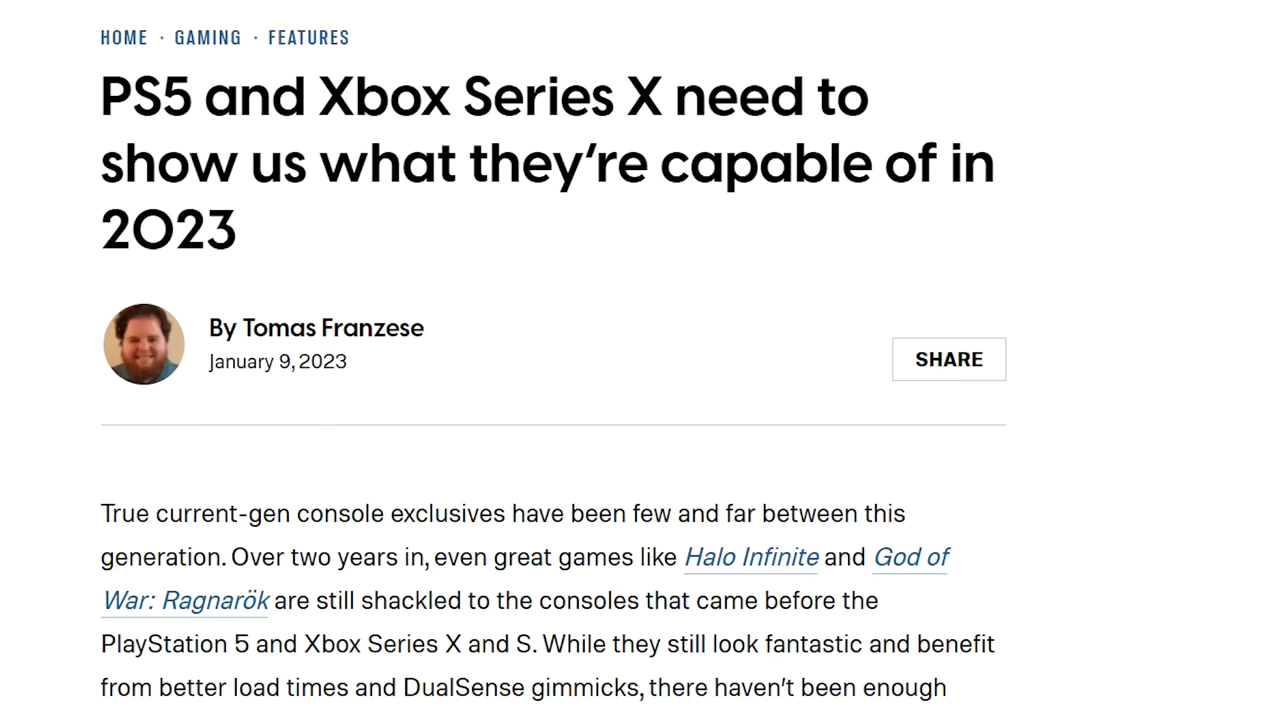 HOME · GAMING · FEATURES
PS5 and Xbox Series X need to
show us what they're capable of in
2023
By Tomas Franzese
January 9, 2023
SHARE
True current-gen console exclusives have been few and far between this
generation. Over two years in, even great games like Halo Infinite and God of
War: Ragnarök are still shackled to the consoles that came before the
PlayStation 5 and Xbox Series X and S. While they still look fantastic and benefit
from better load times and DualSense gimmicks, there haven't been enough